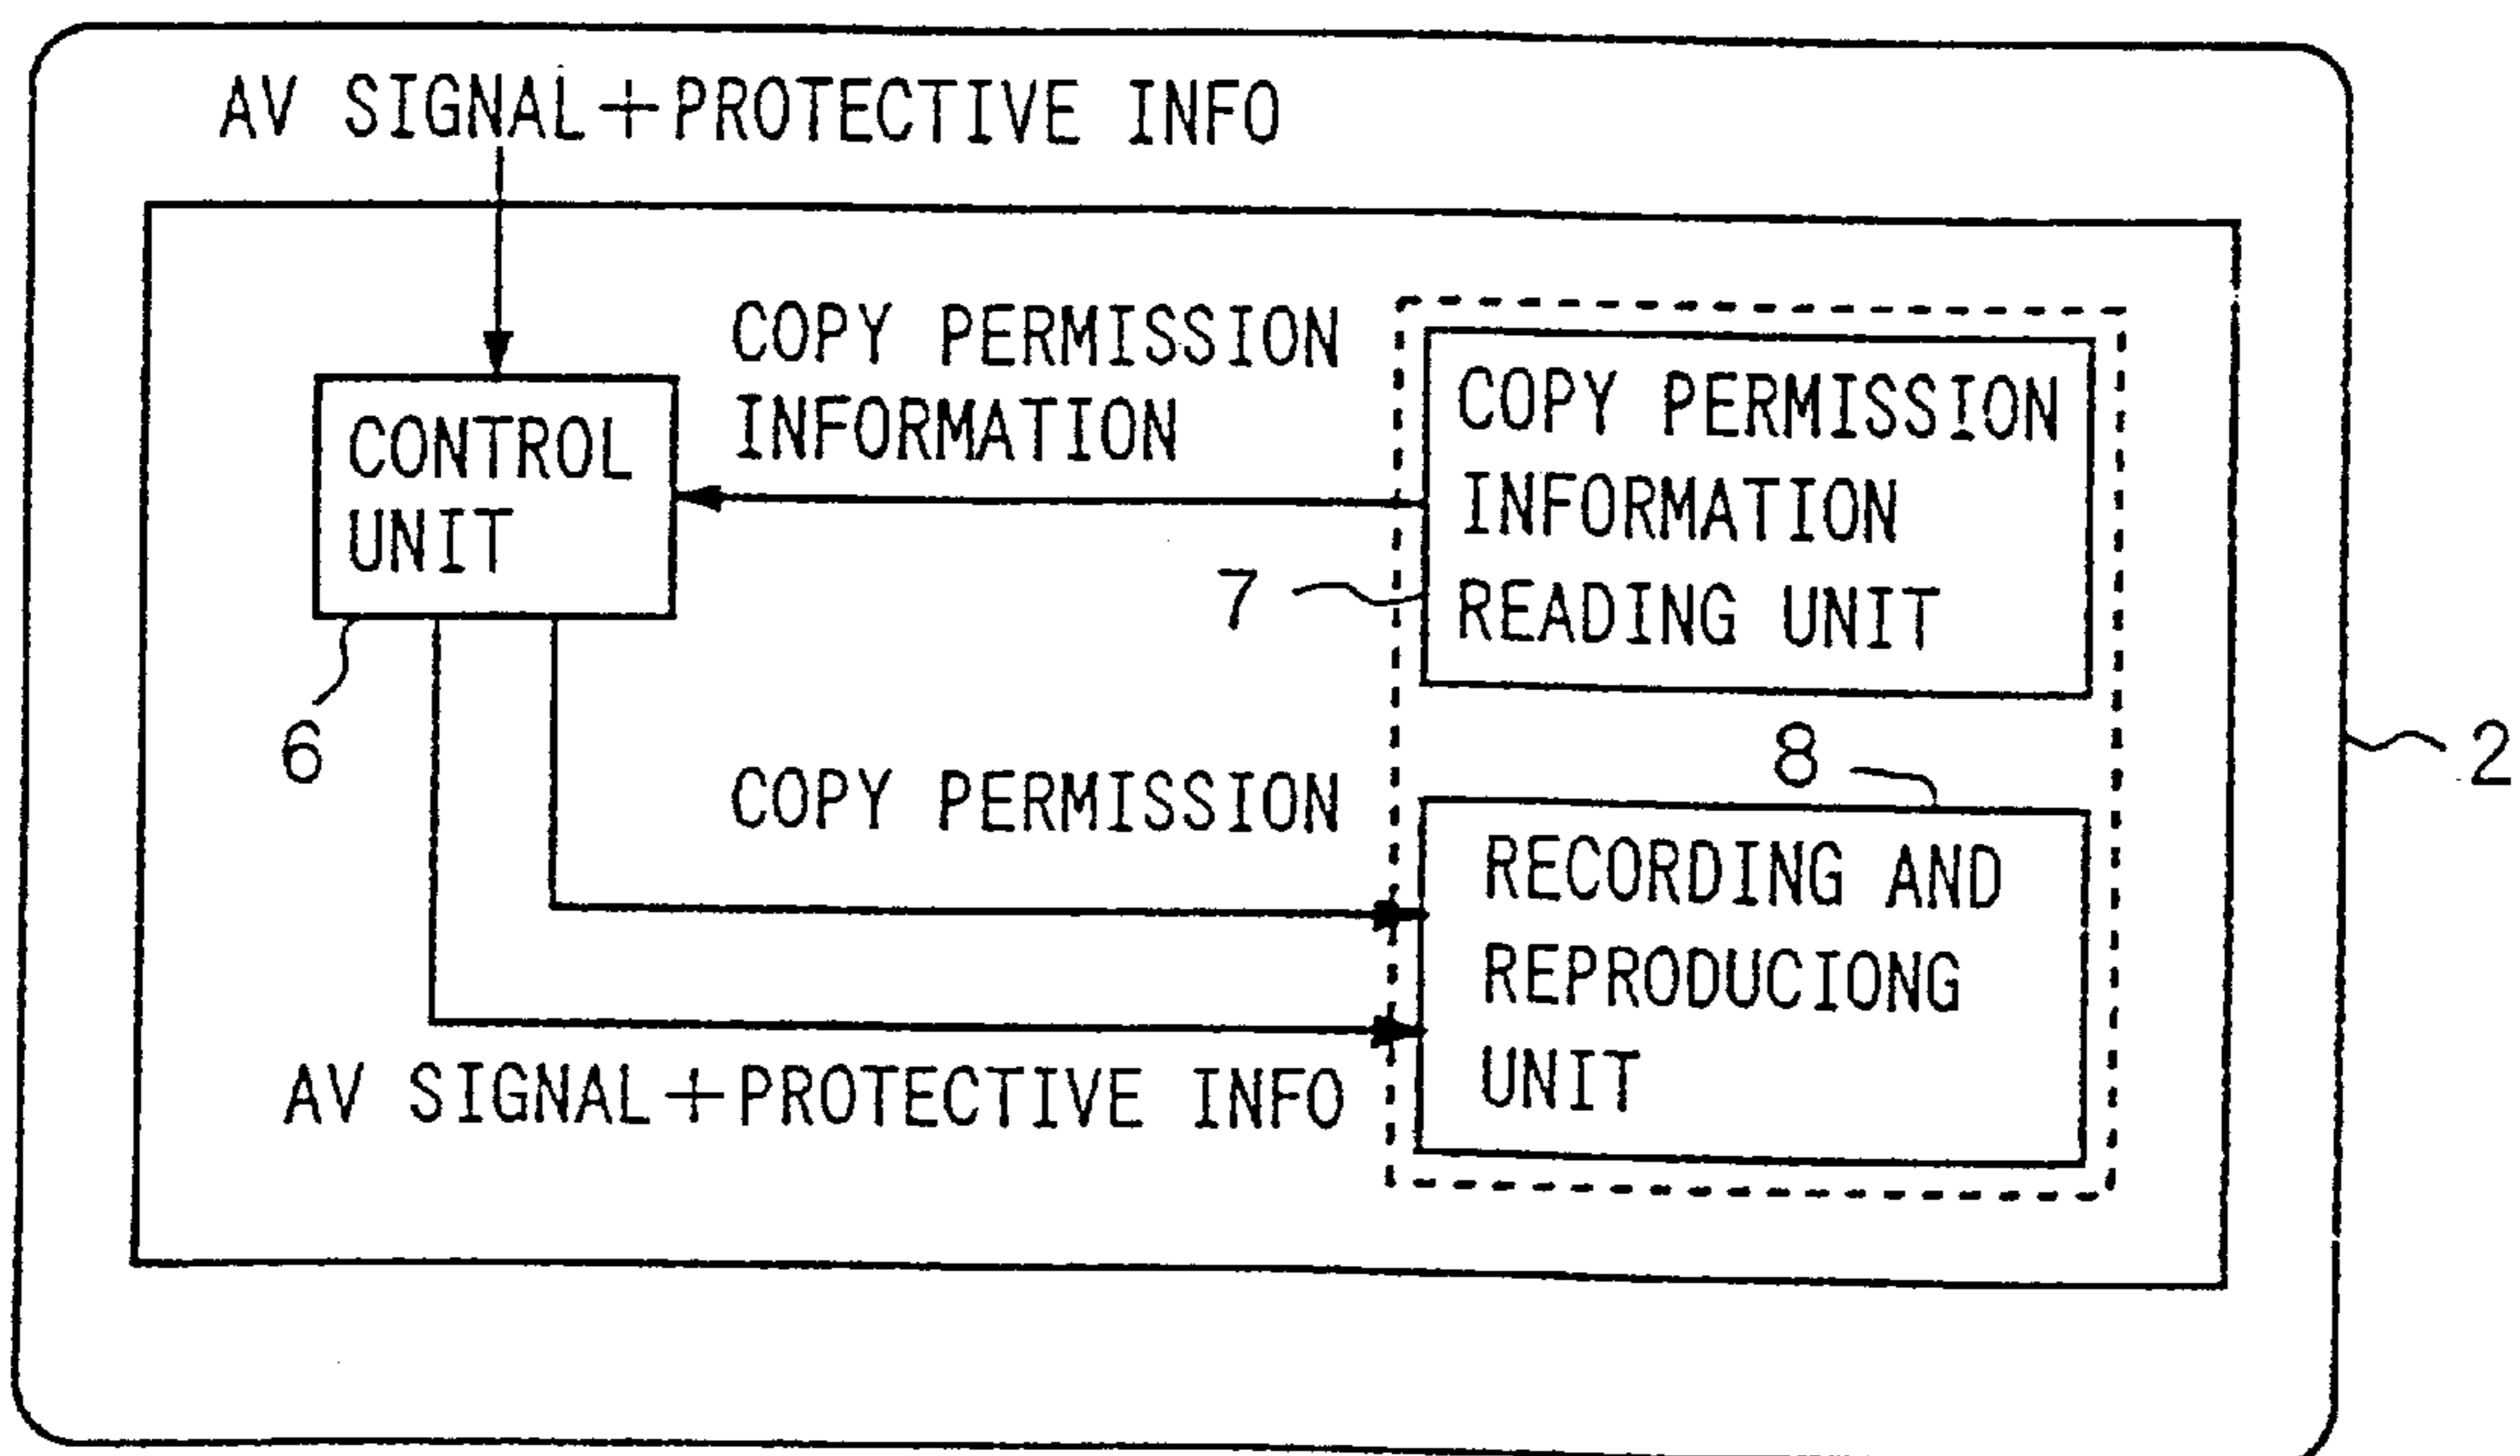 AV SIGNAL+PROTECTIVE INFO
COPY PERMISSION
INFORMATION
CONTROL
UNIT
COPY PERMISSION
INFORMATION
READING UNIT
7
6
2
8
COPY PERMISSION
RECORDING AND
REPRODUCIONG
UNIT
AV SIGNAL+PROTECTIVE INFO